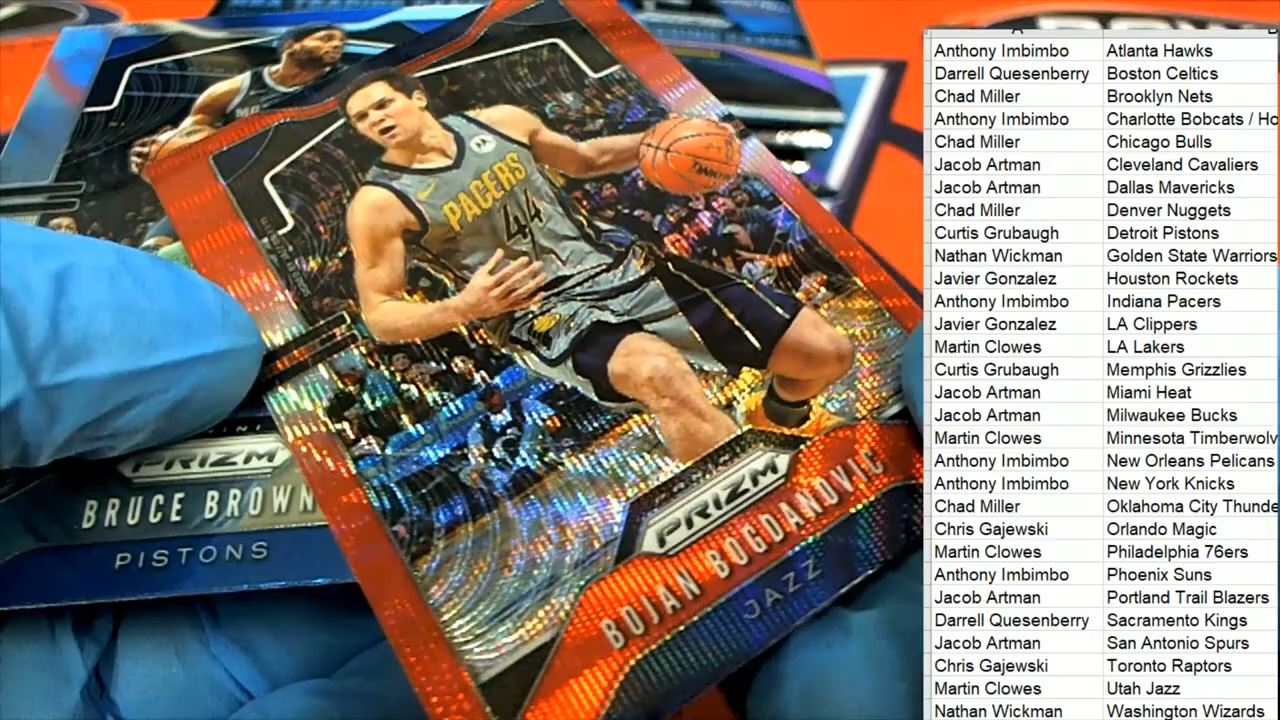 PACERS
44
PRIZM
BOJAN BOGDANOVIC
JAZZ
PRIZM
BRUCE BROWN
PISTONS
A
Anthony Imbimbo Atlanta Hawks
Darrell Quesenberry Boston Celtics
Chad Miller Brooklyn Nets
Anthony Imbimbo Charlotte Bobcats / Ho
Chad Miller Chicago Bulls
Jacob Artman Cleveland Cavaliers
Jacob Artman Dallas Mavericks
Chad Miller Denver Nuggets
Curtis Grubaugh Detroit Pistons
Nathan Wickman Golden State Warriors
Javier Gonzalez Houston Rockets
Anthony Imbimbo Indiana Pacers
Javier Gonzalez LA Clippers
Martin Clowes LA Lakers
Curtis Grubaugh Memphis Grizzlies
Jacob Artman Miami Heat
Jacob Artman Milwaukee Bucks
Martin Clowes Minnesota Timberwolv
Anthony Imbimbo New Orleans Pelicans
Anthony Imbimbo New York Knicks
Chad Miller Oklahoma City Thunde
Chris Gajewski Orlando Magic
Martin Clowes Philadelphia 76ers
Anthony Imbimbo Phoenix Suns
Jacob Artman Portland Trail Blazers
Darrell Quesenberry Sacramento Kings
Jacob Artman San Antonio Spurs
Chris Gajewski Toronto Raptors
Martin Clowes Utah Jazz
Nathan Wickman Washington Wizards